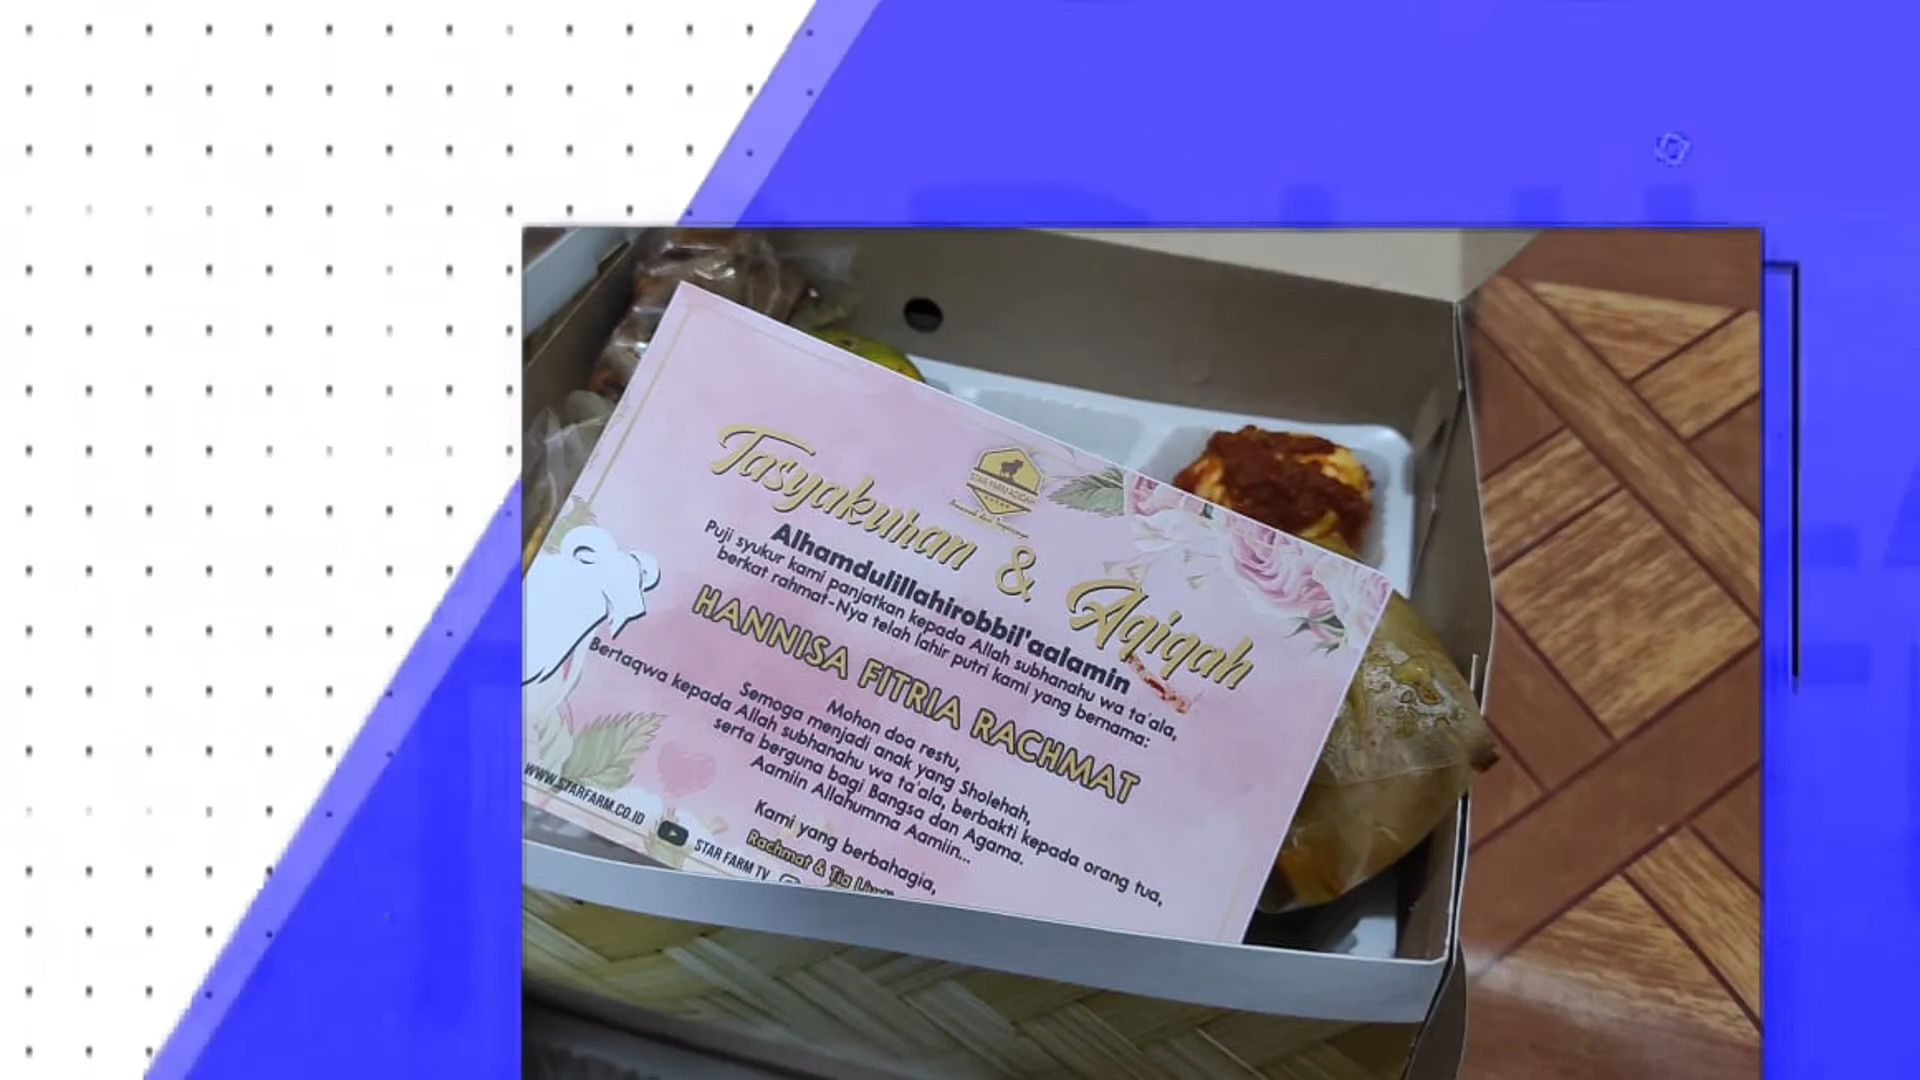 Tasyakuran & Aqiqah
STAR FARM AQIQAH
Alhamdulillahirobbil'aalamin
Puji syukur kami panjatkan kepada Allah subhanahu wa ta'ala,
berkat rahmat-Nya telah lahir putri kami yang bernama:
HANNISA FITRIA RACHMAT
Mohon doa restu,
Semoga menjadi anak yang Sholehah,
Bertaqwa kepada Allah subhanahu wa ta'ala, berbakti kepada orang tua,
serta berguna bagi Bangsa dan Agama.
Aamiin Allahumma Aamiin...
Kami yang berbahagia,
Rachmat & Tia
WWW.STARFARM.CO.ID
STAR FARM TV